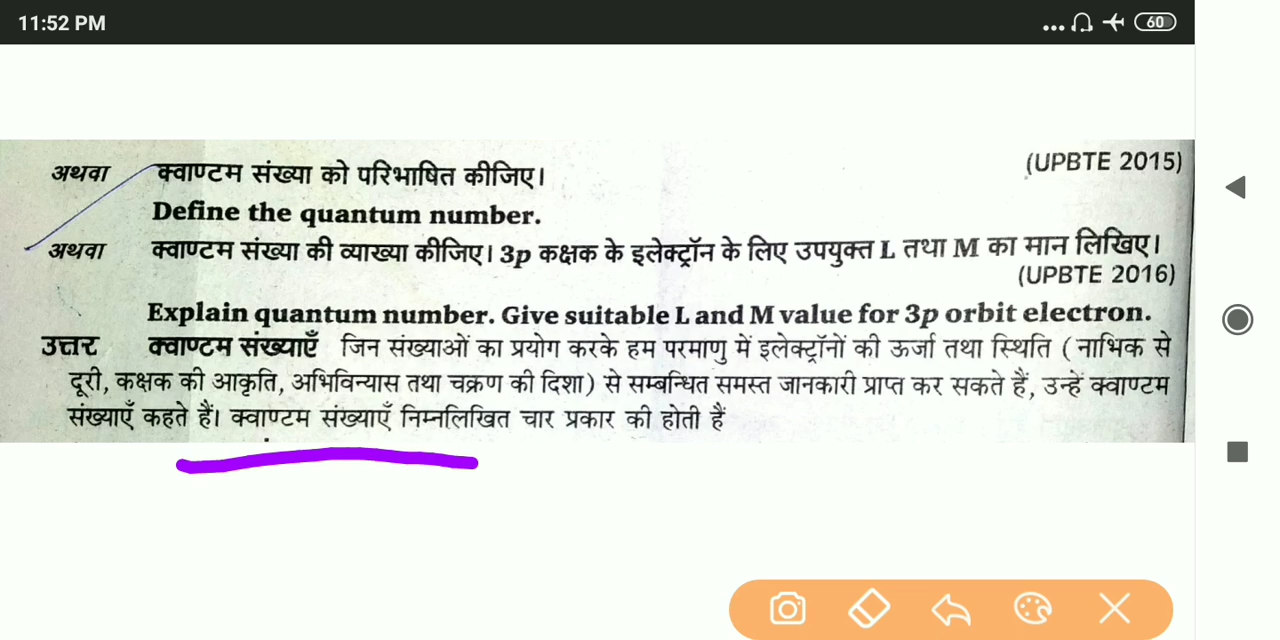 11:52 PM
60
अथवा क्वाण्टम संख्या को परिभाषित कीजिए। (UPBTE 2015)
Define the quantum number.
अथवा क्वाण्टम संख्या की व्याख्या कीजिए। 3p कक्षक के इलेक्ट्रॉन के लिए उपयुक्त L तथा M का मान लिखिए।
(UPBTE 2016)
Explain quantum number. Give suitable L and M value for 3p orbit electron.
उत्तर क्वाण्टम संख्याएँ जिन संख्याओं का प्रयोग करके हम परमाणु में इलेक्ट्रॉनों की ऊर्जा तथा स्थिति (नाभिक से
दूरी, कक्षक की आकृति, अभिविन्यास तथा चक्रण की दिशा) से सम्बन्धित समस्त जानकारी प्राप्त कर सकते हैं, उन्हें क्वाण्टम
संख्याएँ कहते हैं। क्वाण्टम संख्याएँ निम्नलिखित चार प्रकार की होती हैं